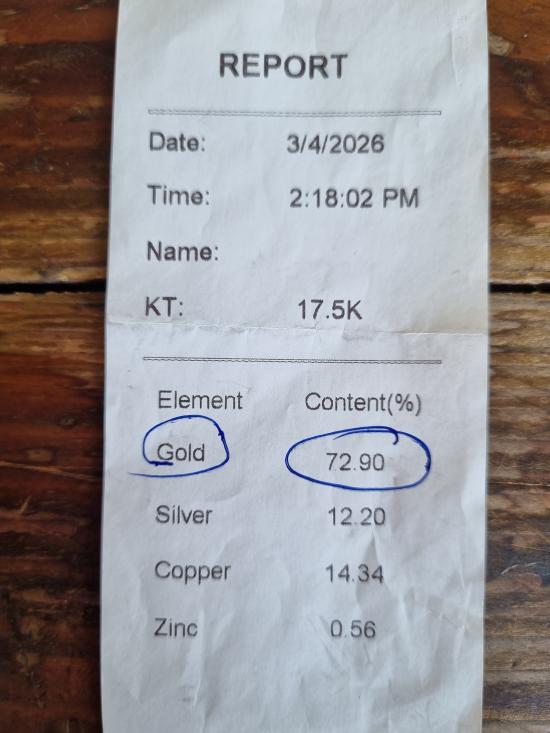 REPORT
Date: 3/4/2026
Time: 2:18:02 PM
Name:
KT: 17.5K
Element Content(%)
Gold 72.90
Silver 12.20
Copper 14.34
Zinc 0.56